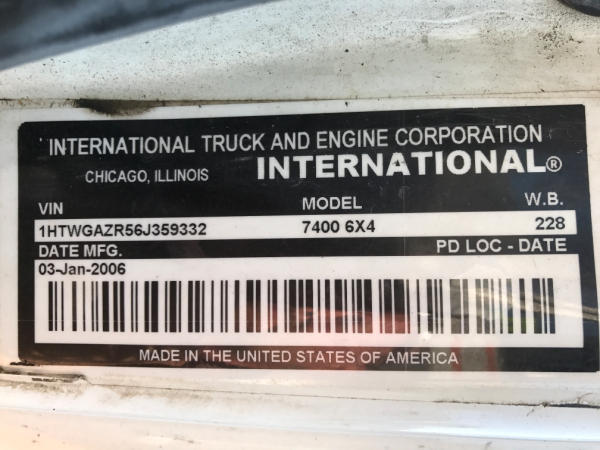 INTERNATIONAL TRUCK AND ENGINE CORPORATION
CHICAGO, ILLINOIS INTERNATIONAL®
VIN MODEL W.B.
1HTWGAZR56J359332 7400 6X4 228
DATE MFG. PD LOC - DATE
03-Jan-2006
MADE IN THE UNITED STATES OF AMERICA